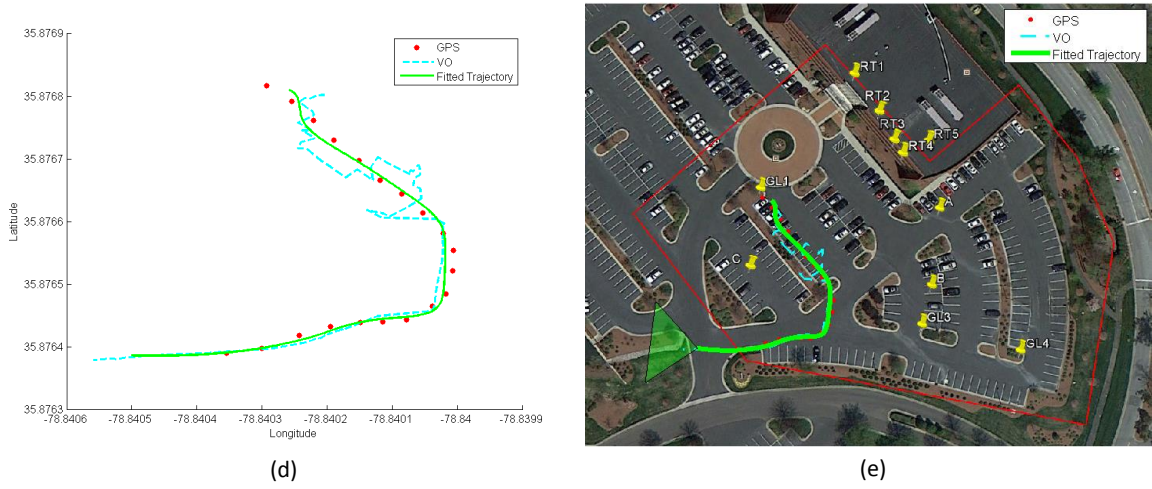 35.8769
35.8768
35.8767
35.8766
35.8765
35.8764
35.8763
Latitude
-78.8406
-78.8405
-78.8404
-78.8403
-78.8402
-78.8401
-78.84
-78.8399
Longitude
GPS
VO
Fitted Trajectory
(d)
GPS
VO
Fitted Trajectory
RT1
RT2
RT3
RT5
RT4
GL1
A
C
B
GL3
GL4
(e)